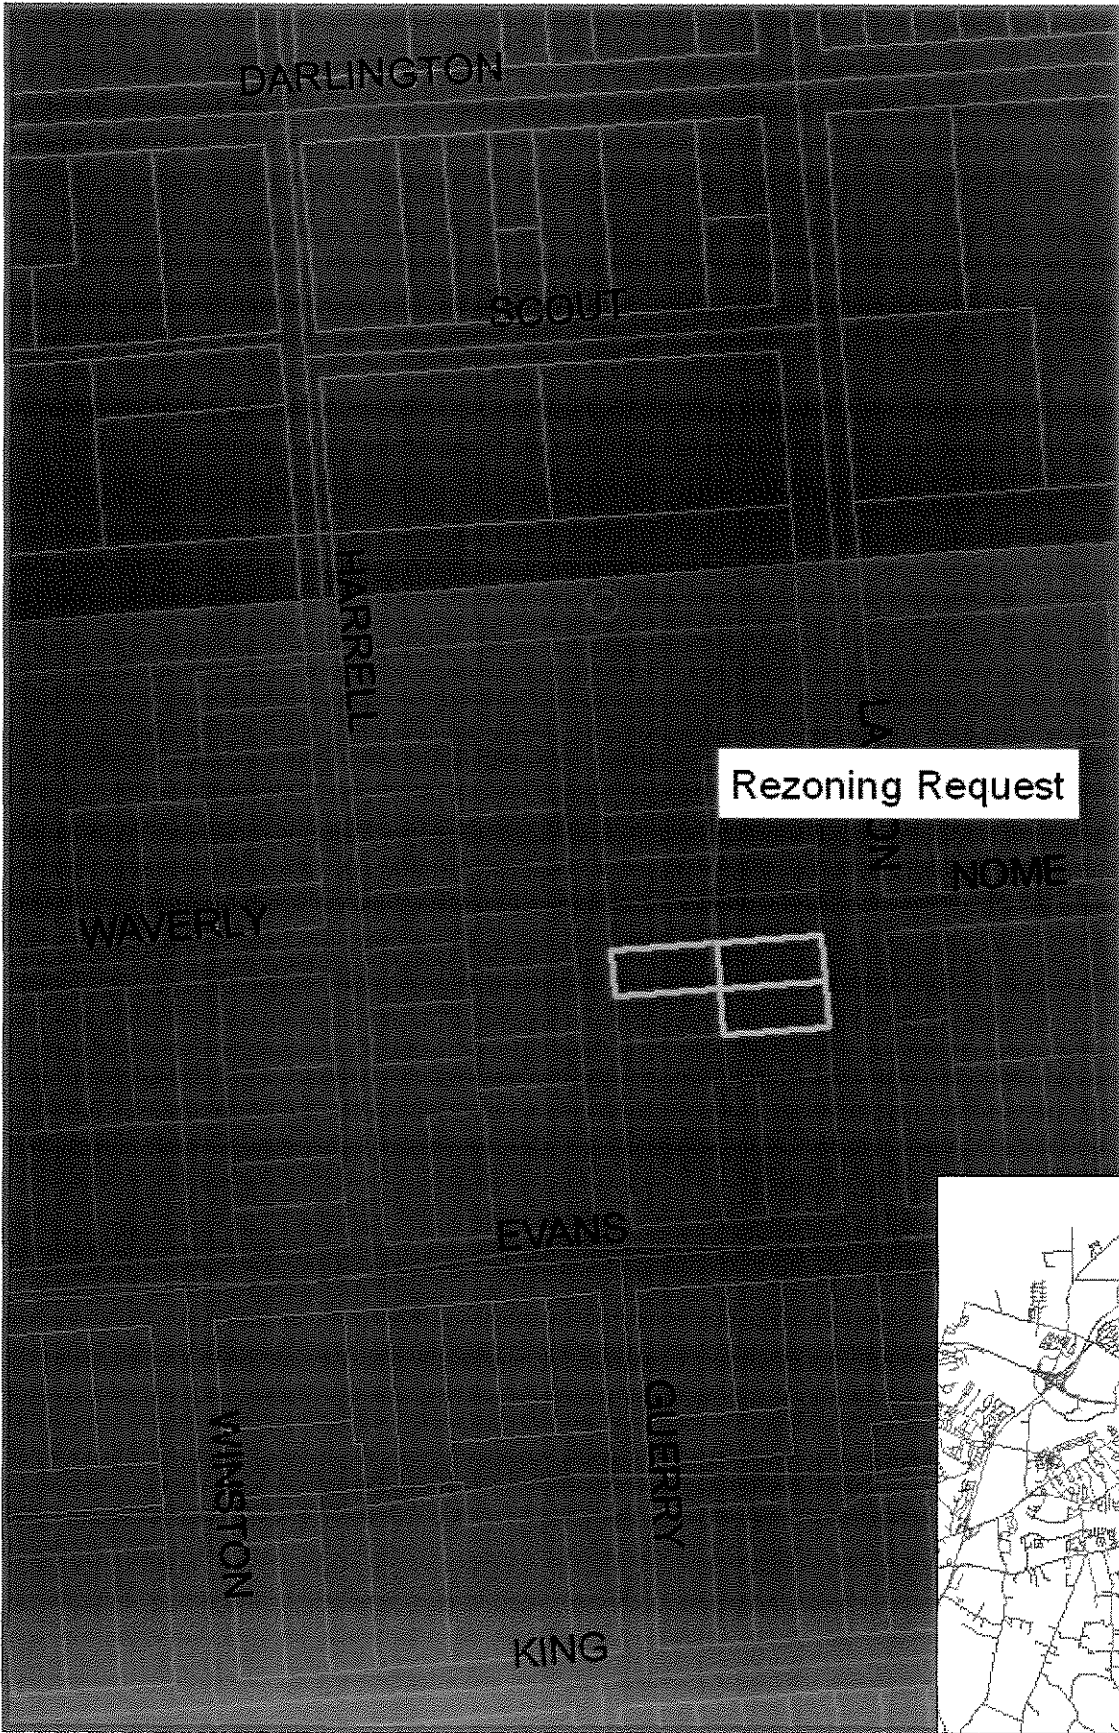 DARLINGTON
SCOUT
HARRELL
Rezoning Request
NOME
WAVERLY
EVANS
GUERRY
WINSTON
KING